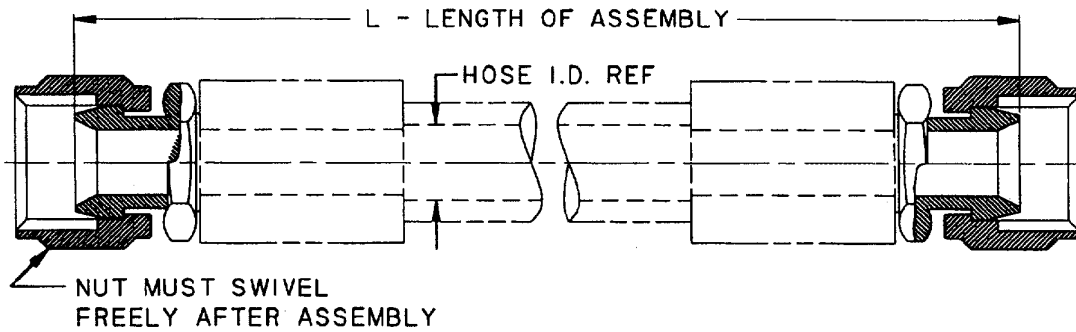 L - LENGTH OF ASSEMBLY
HOSE I.D. REF
NUT MUST SWIVEL
FREELY AFTER ASSEMBLY